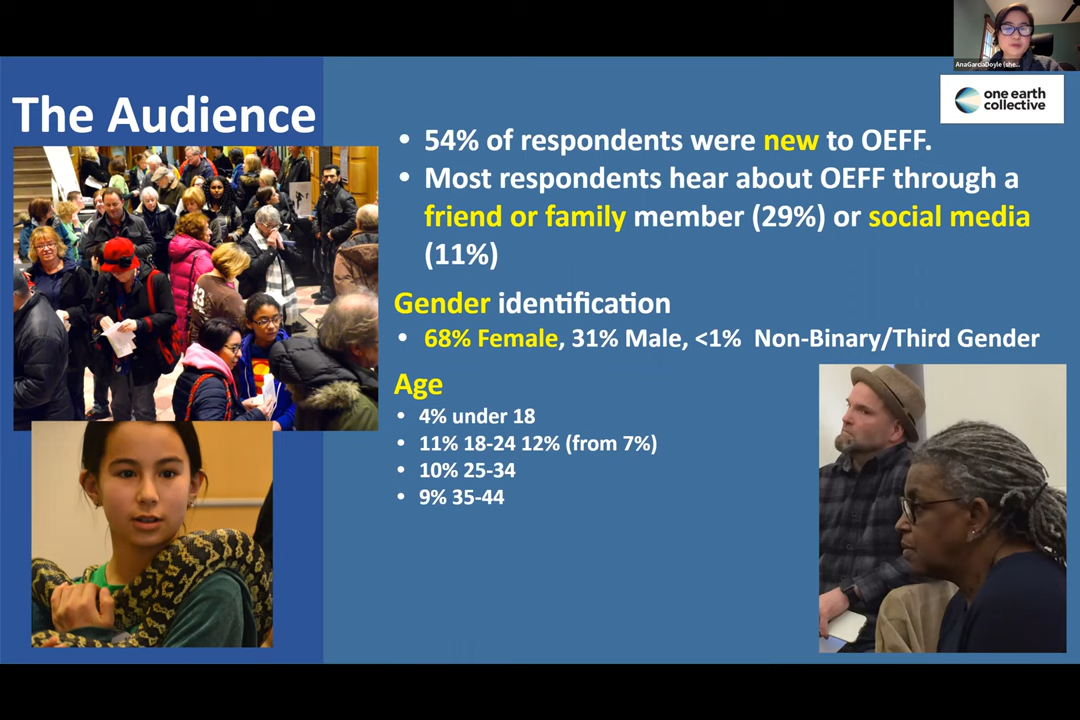 AnaGarciaDoyle (she...
one earth
collective
The Audience
• 54% of respondents were new to OEFF.
• Most respondents hear about OEFF through a
friend or family member (29%) or social media
(11%)
Gender identification
• 68% Female, 31% Male, <1%  Non-Binary/Third Gender
Age
• 4% under 18
• 11% 18-24 12% (from 7%)
• 10% 25-34
• 9% 35-44
33